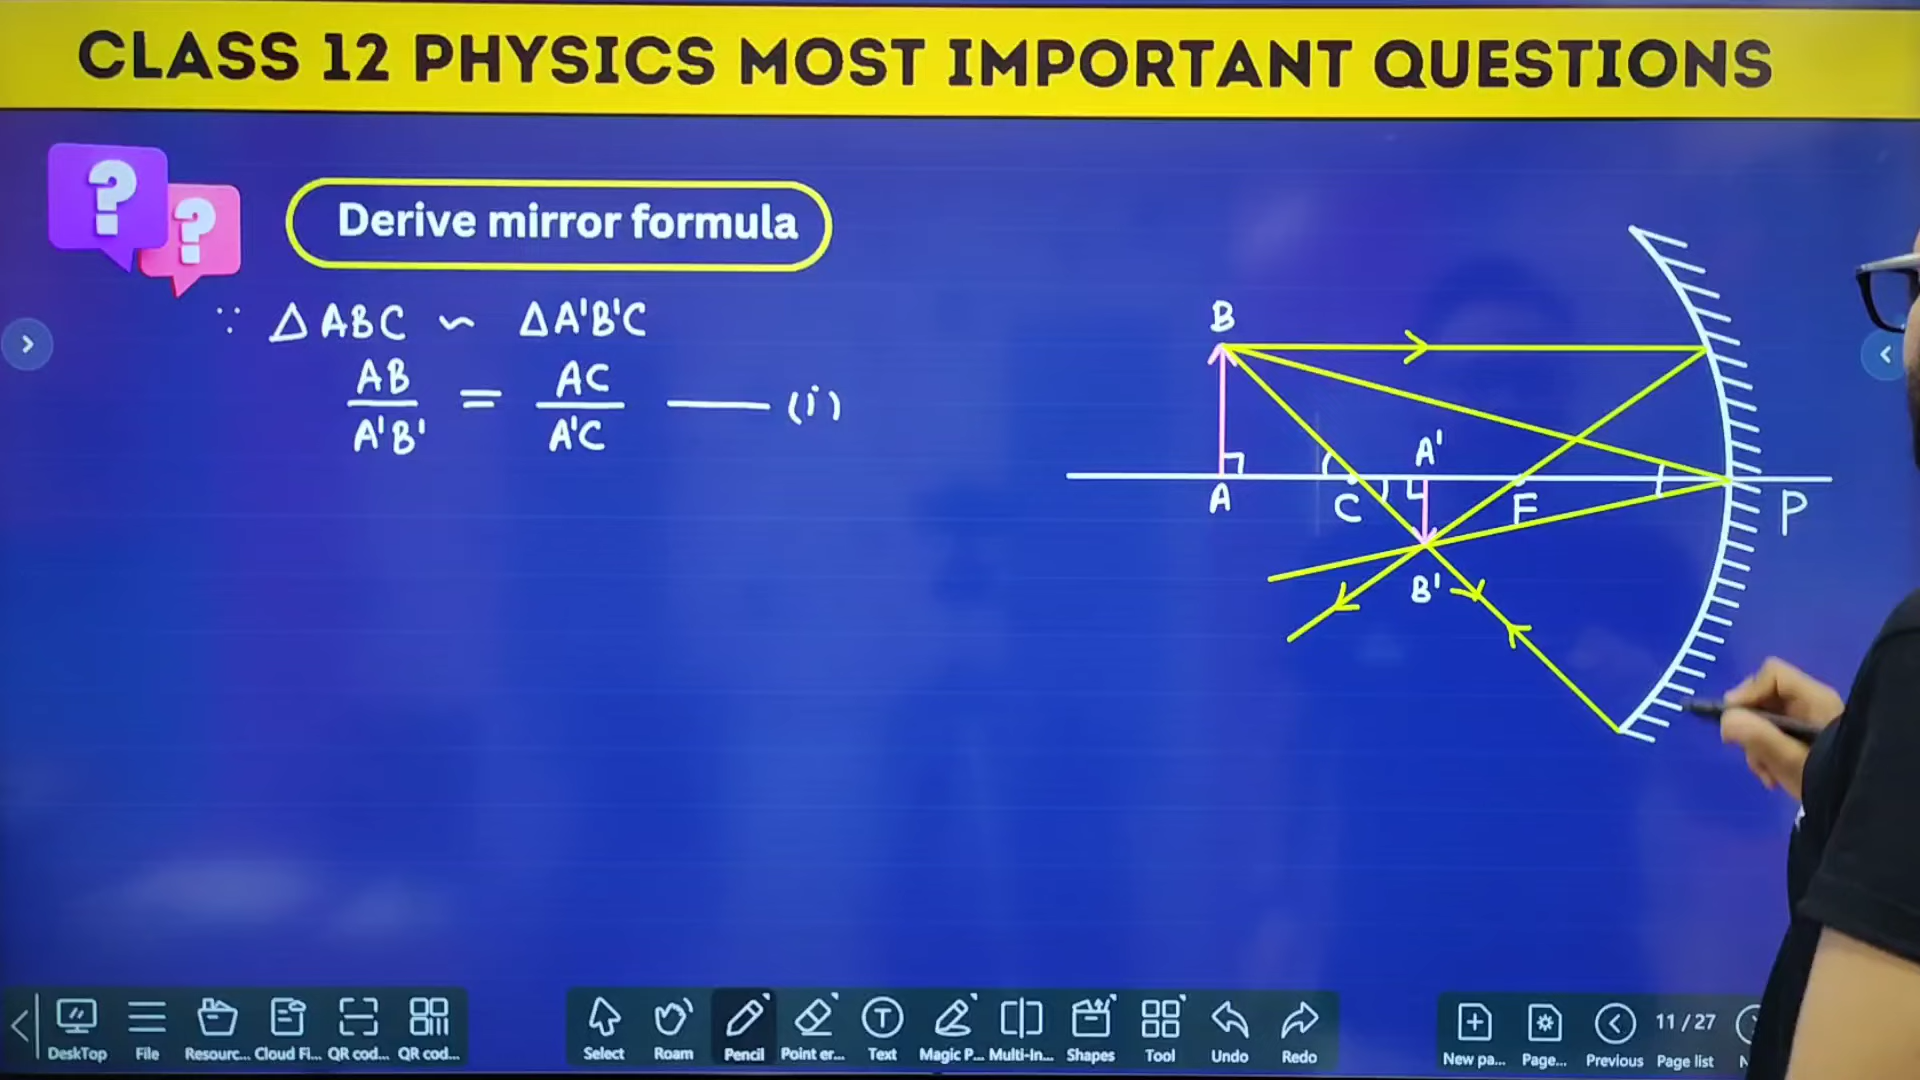 CLASS 12 PHYSICS MOST IMPORTANT QUESTIONS
? ?
Derive mirror formula
∵ △ABC ~ △A'B'C
AB/A'B' = AC/A'C —— (i)
B
A'
A C F P
B'
DeskTop File Resourc... Cloud Fi... QR cod... QR cod... Select Roam Pencil Point er... Text Magic P... Multi-In... Shapes Tool Undo Redo New pa... Page... Previous 11/27 Page list